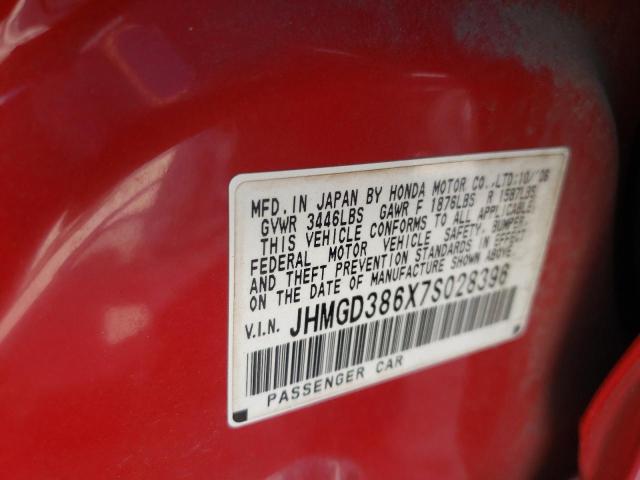 MFD. IN JAPAN BY HONDA MOTOR CO.,LTD:10/'06
GVWR 3446LBS GAWR F 1876LBS R 1587LBS
THIS VEHICLE CONFORMS TO ALL APPLICABLE
FEDERAL MOTOR VEHICLE SAFETY, BUMPER,
AND THEFT PREVENTION STANDARDS IN EFFECT
ON THE DATE OF MANUFACTURE SHOWN ABOVE.
V.I.N. JHMGD386X7S028396
PASSENGER CAR